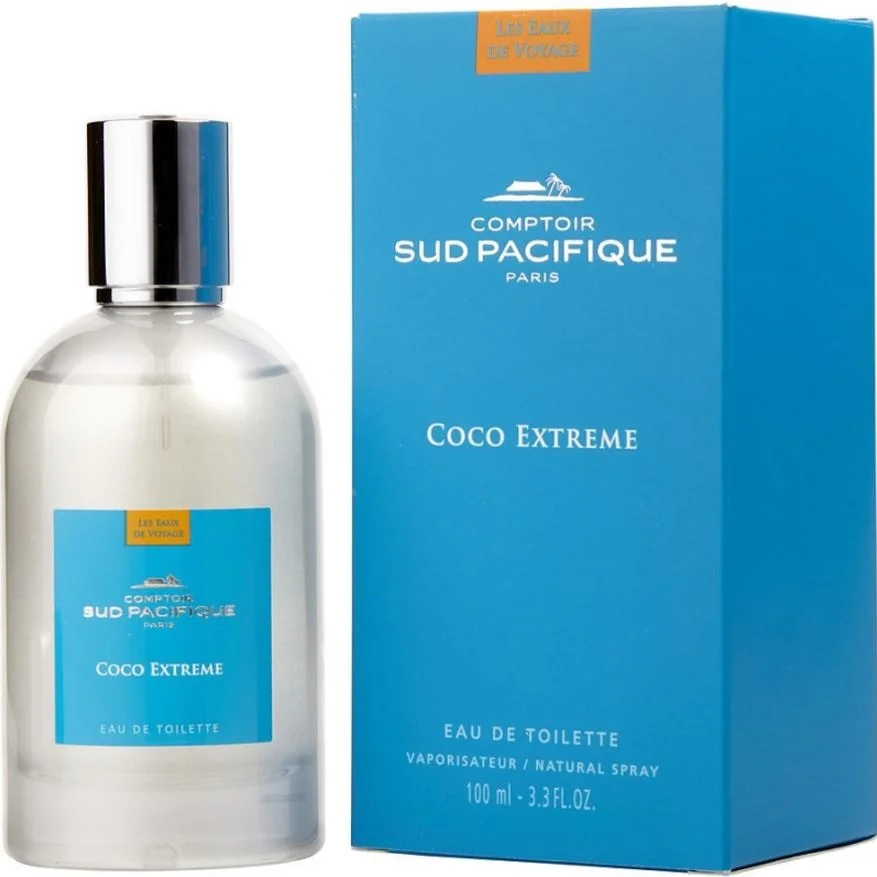 LES EAUX
DE VOYAGE
COMPTOIR
SUD PACIFIQUE
PARIS
COCO EXTREME
EAU DE TOILETTE
LES EAUX
DE VOYAGE
COMPTOIR
SUD PACIFIQUE
PARIS
COCO EXTREME
EAU DE TOILETTE
VAPORISATEUR / NATURAL SPRAY
100 ml - 3.3 FL.OZ.